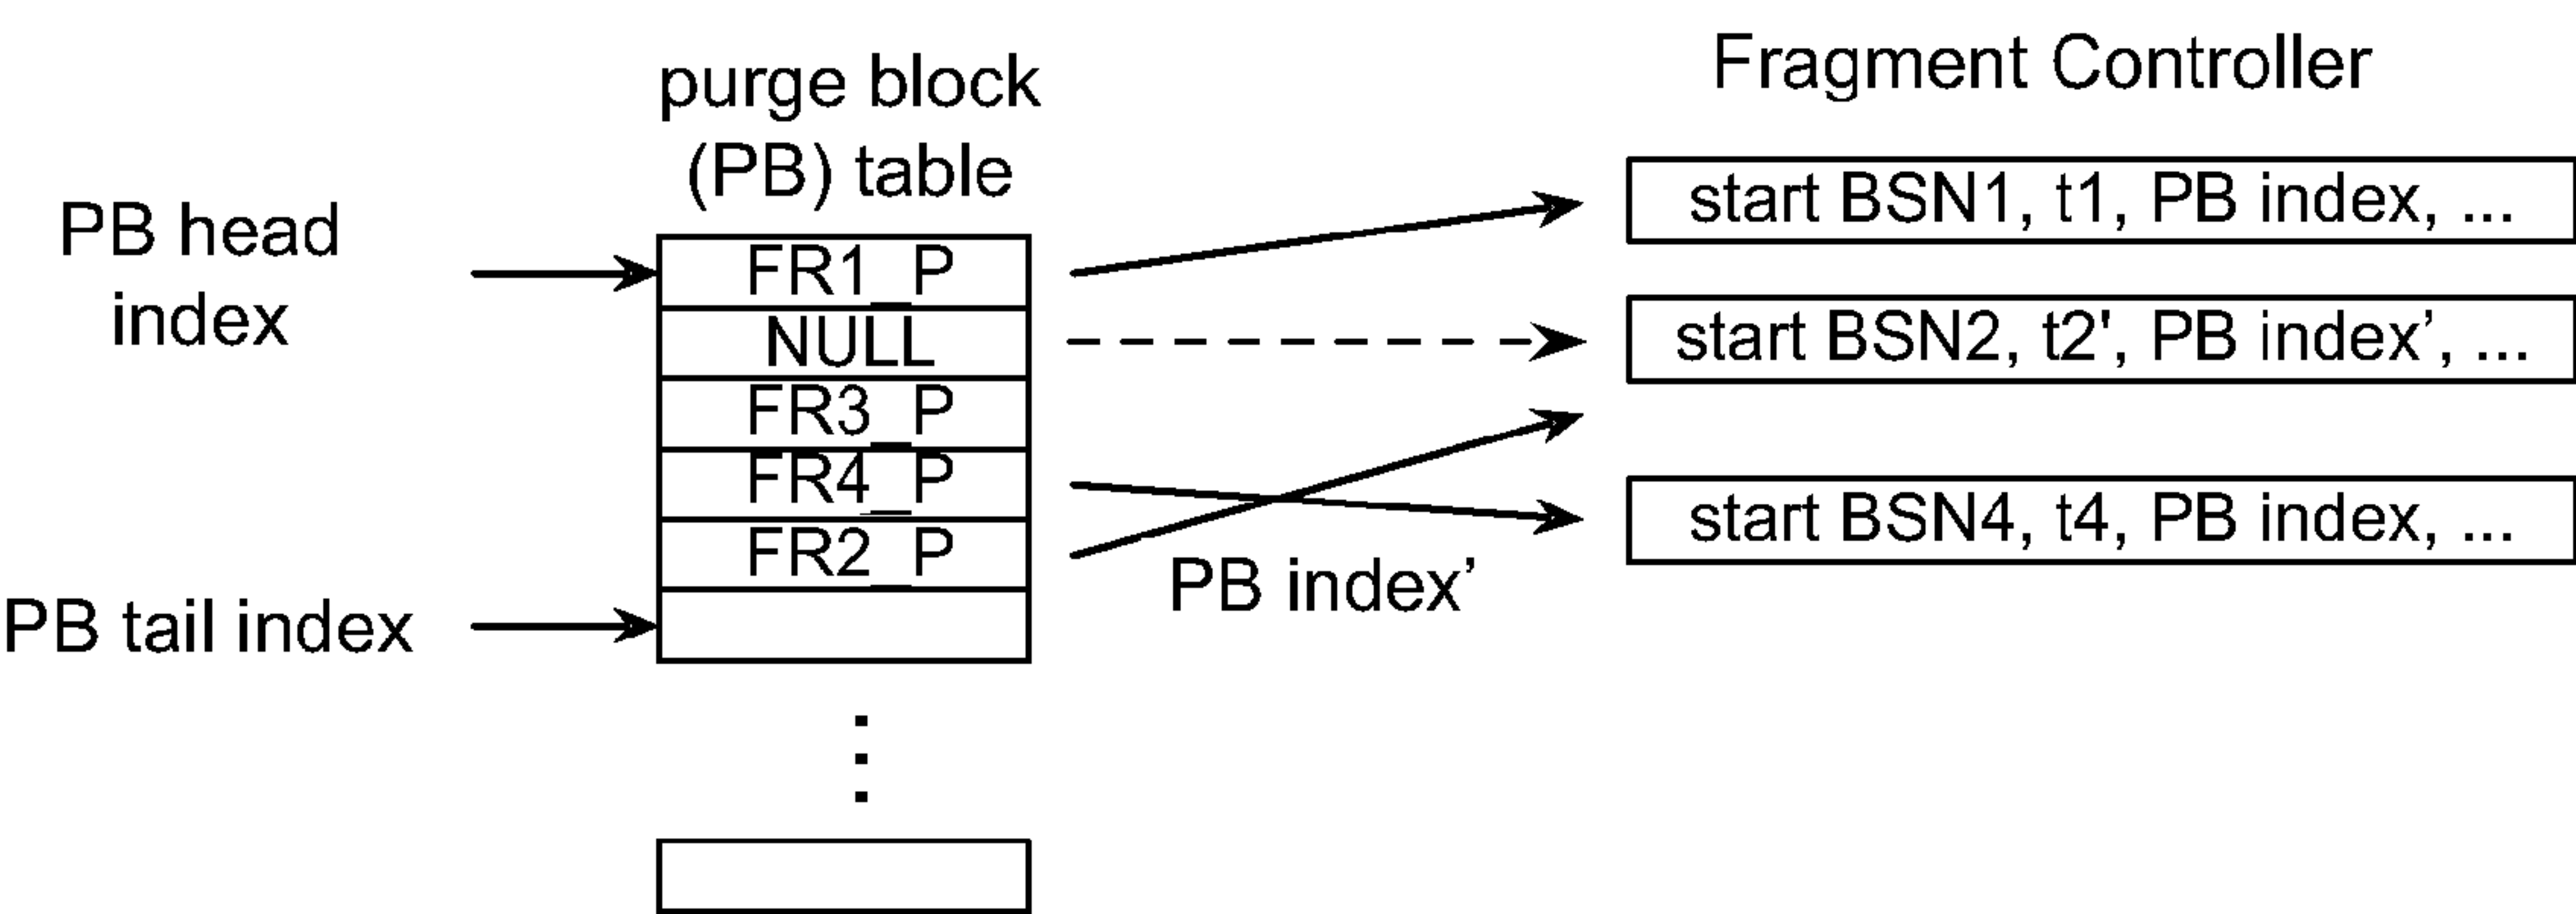 Fragment Controller
purge block
(PB) table
PB head
index
FR1_P
NULL
FR3_P
FR4_P
FR2_P
PB tail index
PB index’
start BSN1, t1, PB index, ...
start BSN2, t2', PB index’, ...
start BSN4, t4, PB index, ...